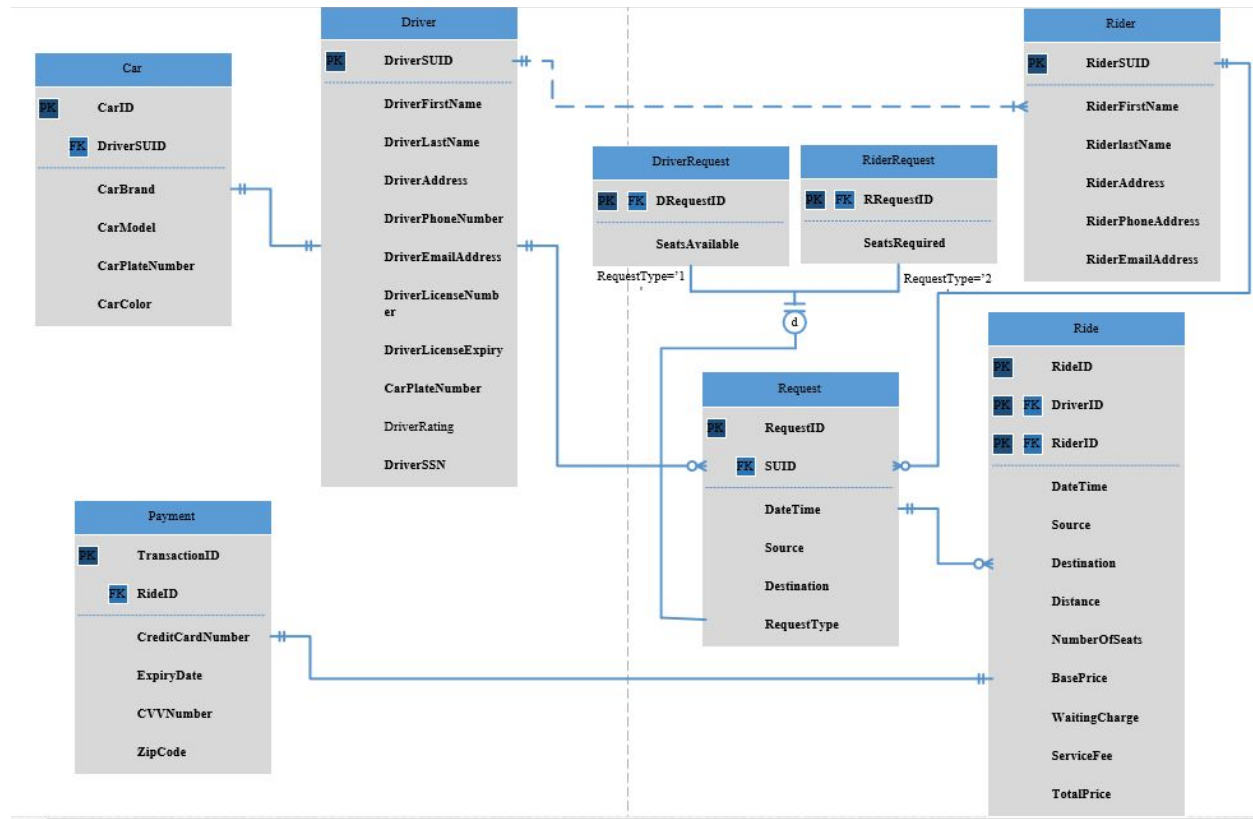 Car
PK
CarID
FK
DriverSUID
CarBrand
CarModel
CarPlateNumber
CarColor
Driver
PK
DriverSUID
DriverFirstName
DriverLastName
DriverAddress
DriverPhoneNumber
DriverEmailAddress
DriverLicenseNumb
er
DriverLicenseExpiry
CarPlateNumber
DriverRating
DriverSSN
Rider
PK
RiderSUID
RiderFirstName
RiderlastName
RiderAddress
RiderPhoneAddress
RiderEmailAddress
DriverRequest
PK FK DRequestID
SeatsAvailable
RequestType='1
RiderRequest
PK FK RRequestID
SeatsRequired
RequestType='2
d
Request
PK
RequestID
FK
SUID
DateTime
Source
Destination
RequestType
Ride
PK
RideID
PK FK DriverID
PK FK RiderID
DateTime
Source
Destination
Distance
NumberOfSeats
BasePrice
WaitingCharge
ServiceFee
TotalPrice
Payment
PK
TransactionID
FK
RideID
CreditCardNumber
ExpiryDate
CVVNumber
ZipCode